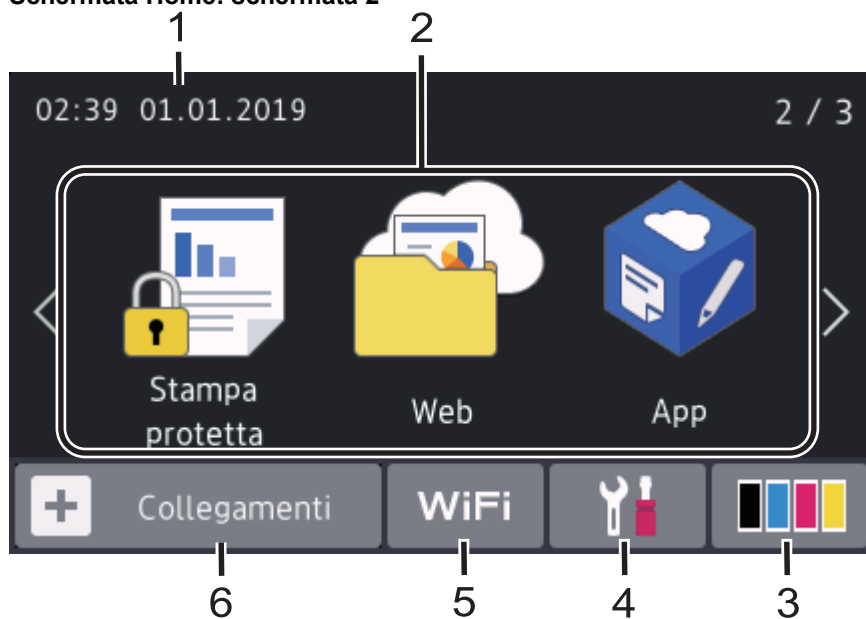 Schermata Home: schermata 2
1
2
02:39 01.01.2019
2 / 3
Stampa
protetta
Web
App
Collegamenti
WiFi
6
5
4
3